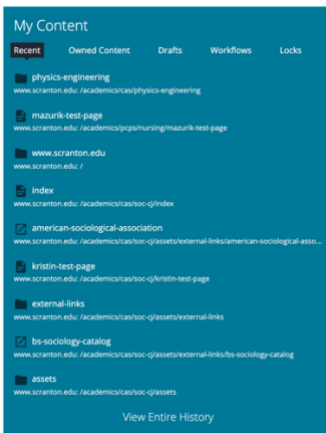 My Content
Recent Owned Content Drafts Workflows Locks
physics-engineering
www.scranton.edu: /academics/cas/physics-engineering
mazurik-test-page
www.scranton.edu: /academics/pcps/nursing/mazurik-test-page
www.scranton.edu
www.scranton.edu: /
index
www.scranton.edu: /academics/cas/soc-cj/index
american-sociological-association
www.scranton.edu: /academics/cas/soc-cj/assets/external-links/american-sociological-asso...
kristin-test-page
www.scranton.edu: /academics/cas/soc-cj/kristin-test-page
external-links
www.scranton.edu: /academics/cas/soc-cj/assets/external-links
bs-sociology-catalog
www.scranton.edu: /academics/cas/soc-cj/assets/external-links/bs-sociology-catalog
assets
www.scranton.edu: /academics/cas/soc-cj/assets
View Entire History